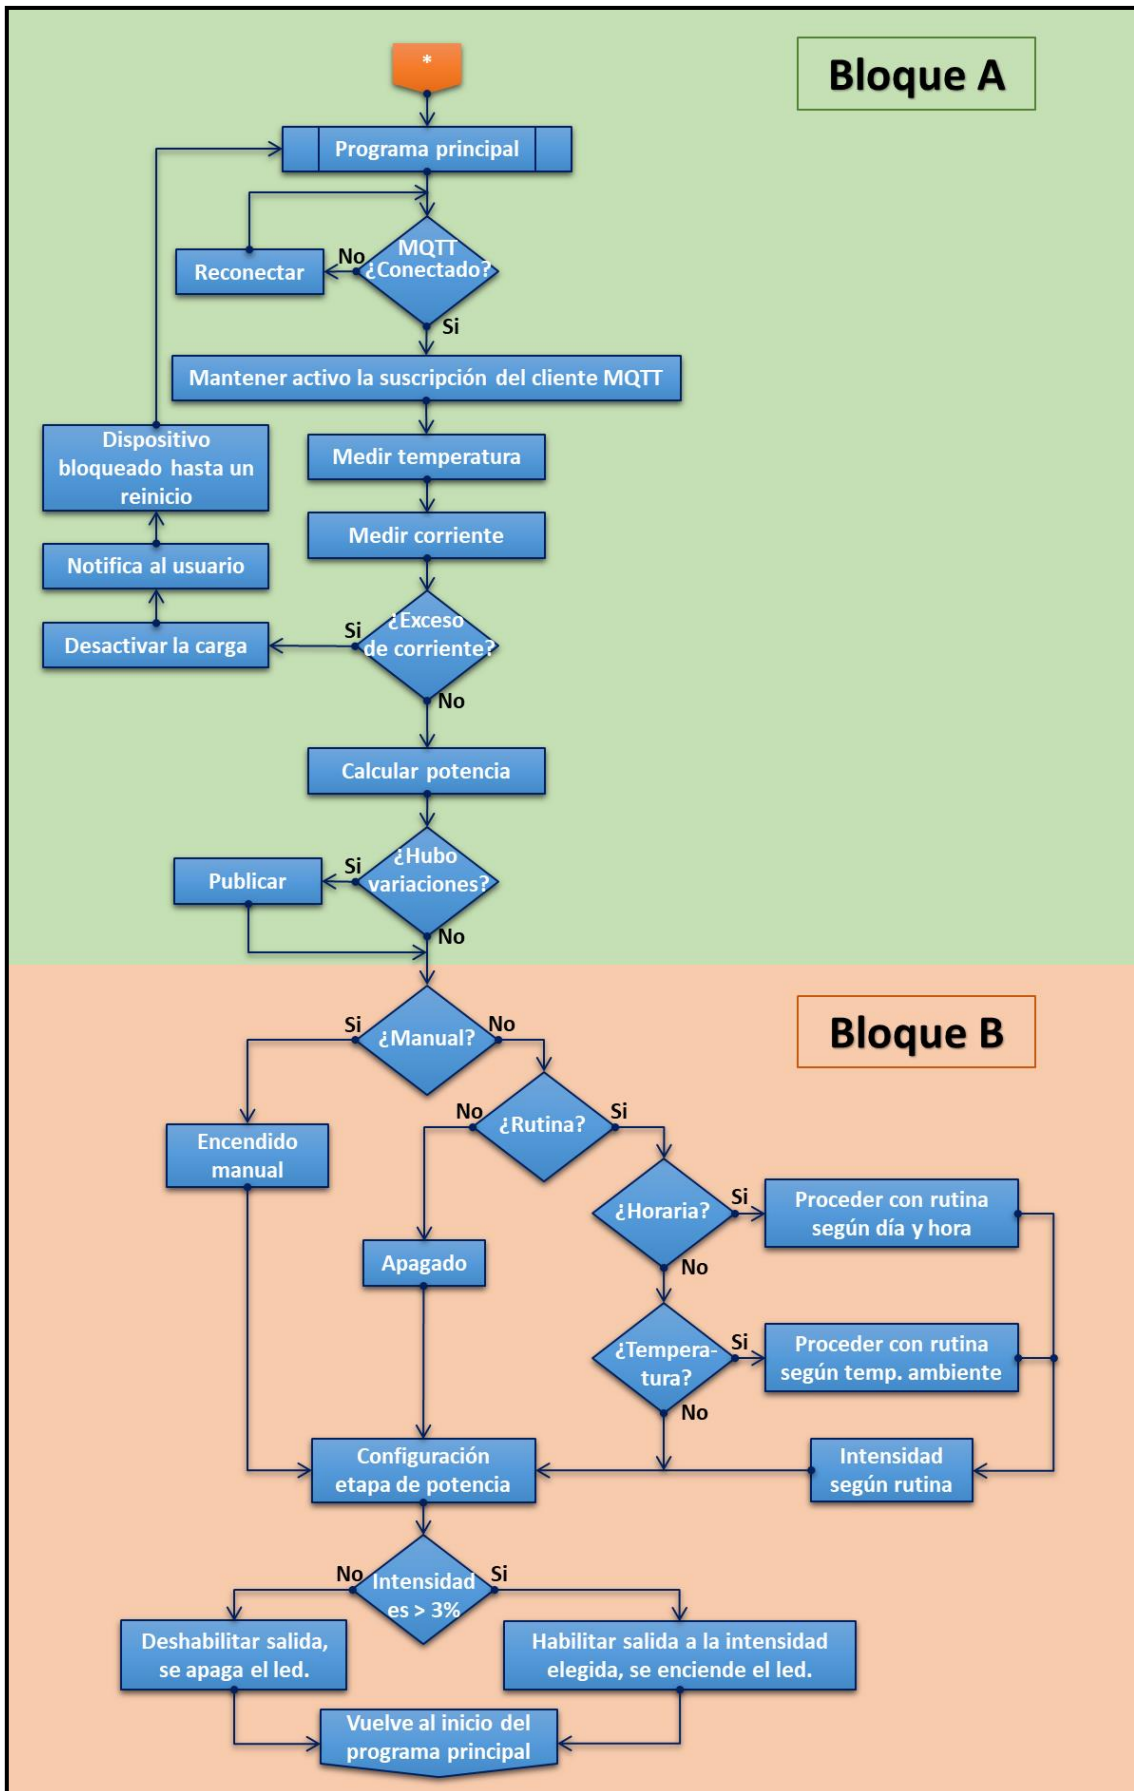 *
Bloque A
Programa principal
MQTT
¿Conectado?
No
Reconectar
Si
Mantener activo la suscripción del cliente MQTT
Dispositivo
bloqueado hasta un
reinicio
Medir temperatura
Medir corriente
Notifica al usuario
¿Exceso
de corriente?
Si
Desactivar la carga
No
Calcular potencia
¿Hubo
variaciones?
Si
Publicar
No
Bloque B
¿Manual?
Si
No
Encendido
manual
¿Rutina?
No
Si
Apagado
¿Horaria?
Si
Proceder con rutina
según día y hora
No
¿Tempera-
tura?
Si
Proceder con rutina
según temp. ambiente
No
Configuración
etapa de potencia
Intensidad
según rutina
Intensidad
es > 3%
No
Si
Deshabilitar salida,
se apaga el led.
Habilitar salida a la intensidad
elegida, se enciende el led.
Vuelve al inicio del
programa principal